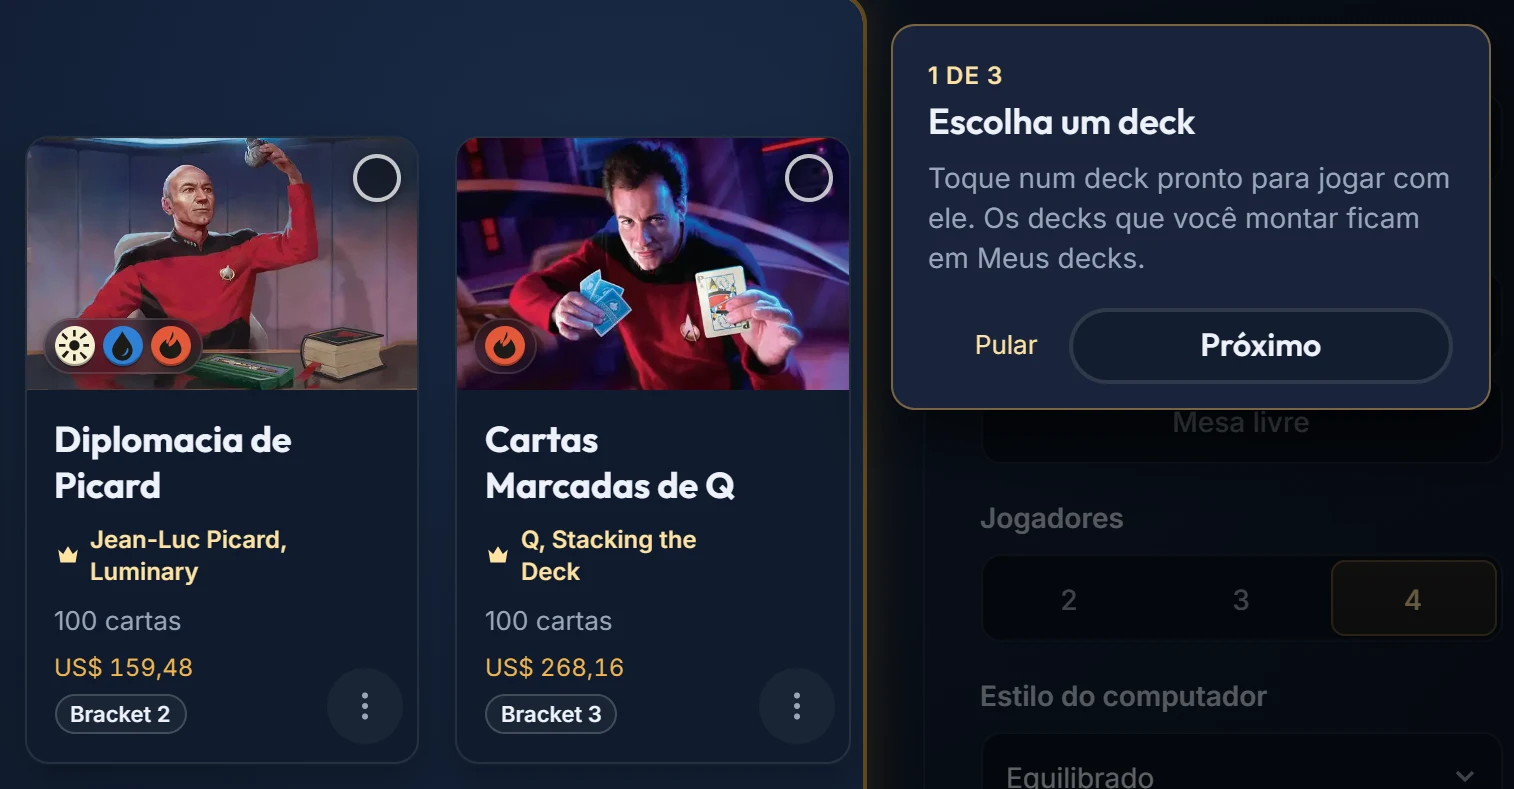 1 DE 3
Escolha um deck
Toque num deck pronto para jogar com
ele. Os decks que você montar ficam
em Meus decks.
Pular
Próximo
Diplomacia de
Picard
Jean-Luc Picard,
Luminary
100 cartas
US$ 159,48
Bracket 2
Cartas
Marcadas de Q
Q, Stacking the
Deck
100 cartas
US$ 268,16
Bracket 3
Mesa livre
Jogadores
2
3
4
Estilo do computador
Equilibrado